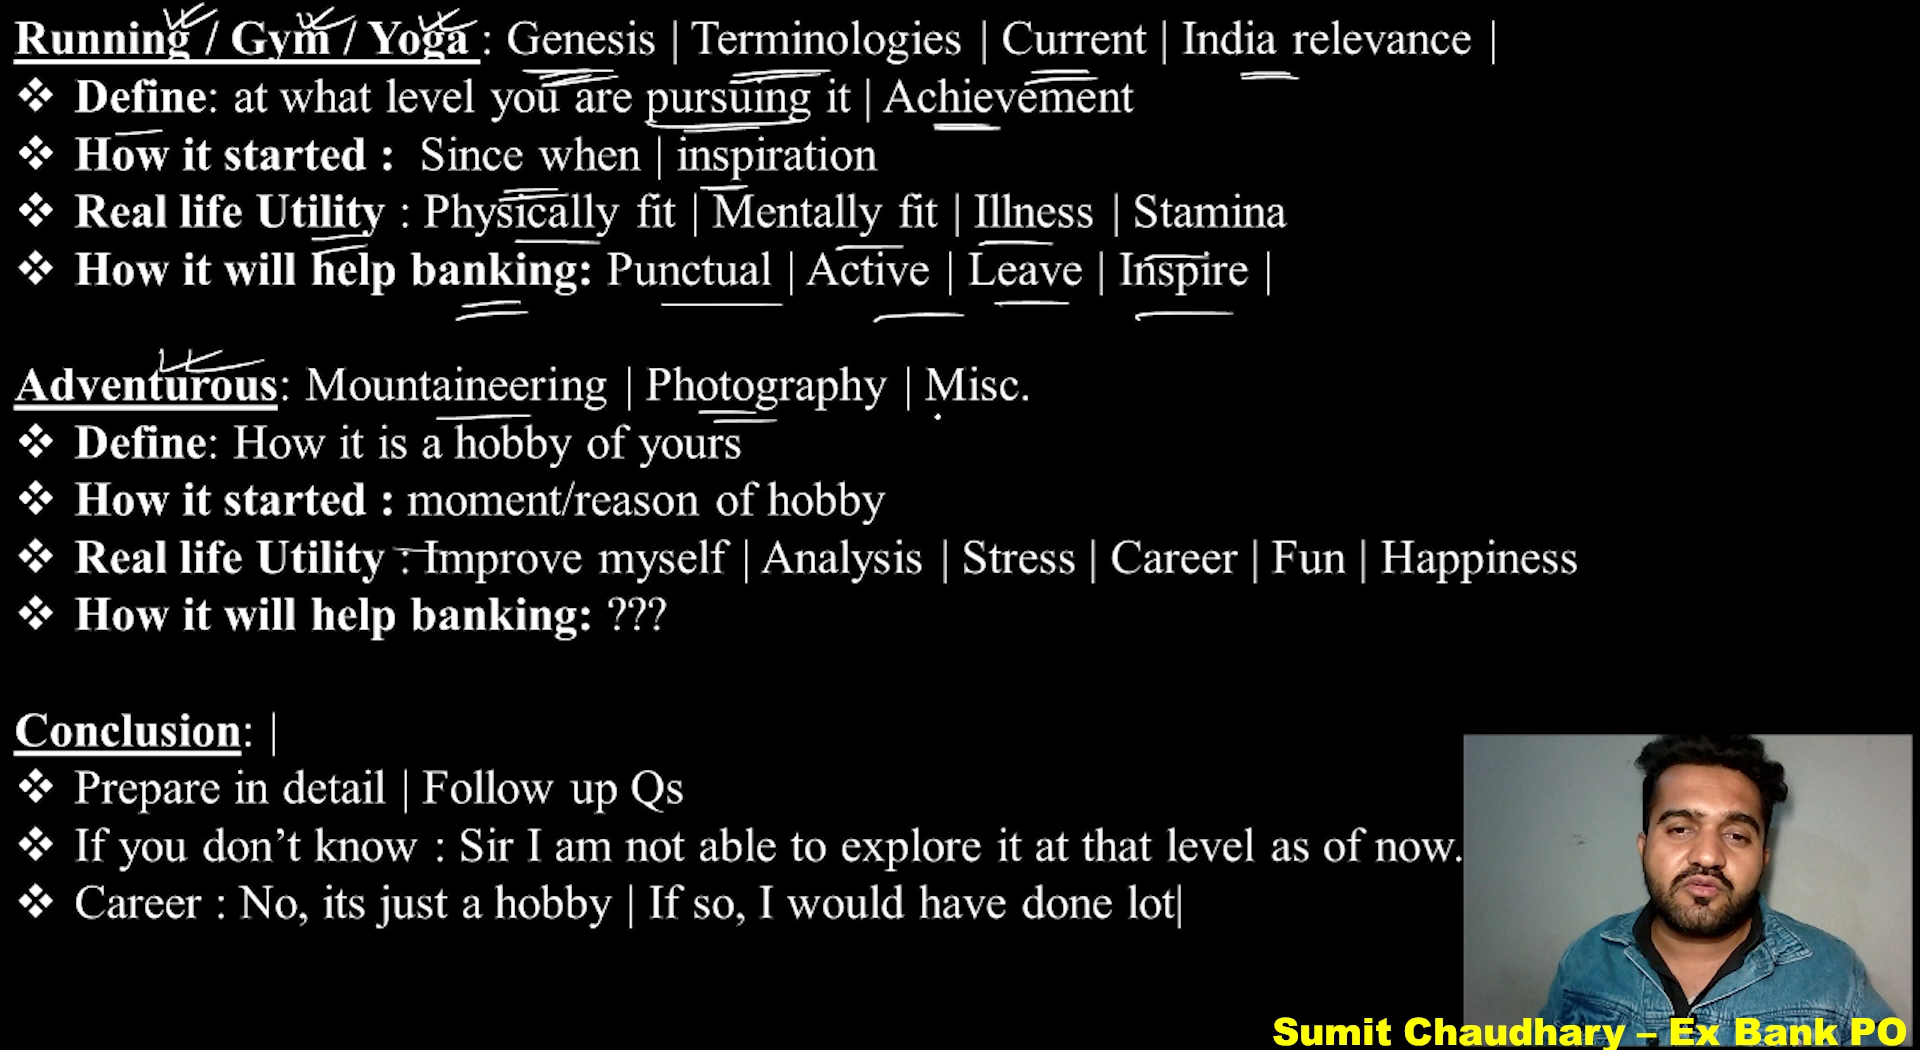 Running / Gym / Yoga : Genesis | Terminologies | Current | India relevance |
❖ Define: at what level you are pursuing it | Achievement
❖ How it started : Since when | inspiration
❖ Real life Utility : Physically fit | Mentally fit | Illness | Stamina
❖ How it will help banking: Punctual | Active | Leave | Inspire |
Adventurous: Mountaineering | Photography | Misc.
❖ Define: How it is a hobby of yours
❖ How it started : moment/reason of hobby
❖ Real life Utility : Improve myself | Analysis | Stress | Career | Fun | Happiness
❖ How it will help banking: ???
Conclusion: |
❖ Prepare in detail | Follow up Qs
❖ If you don’t know : Sir I am not able to explore it at that level as of now.
❖ Career : No, its just a hobby | If so, I would have done lot|
Sumit Chaudhary – Ex Bank PO